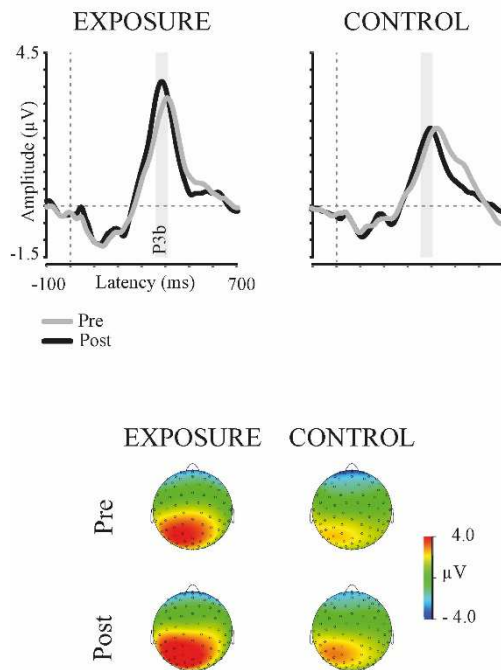 EXPOSURE CONTROL
4.5
Amplitude (µV)
-1.5
P3b
-100 Latency (ms) 700
Pre
Post
EXPOSURE CONTROL
Pre
4.0
µV
- 4.0
Post